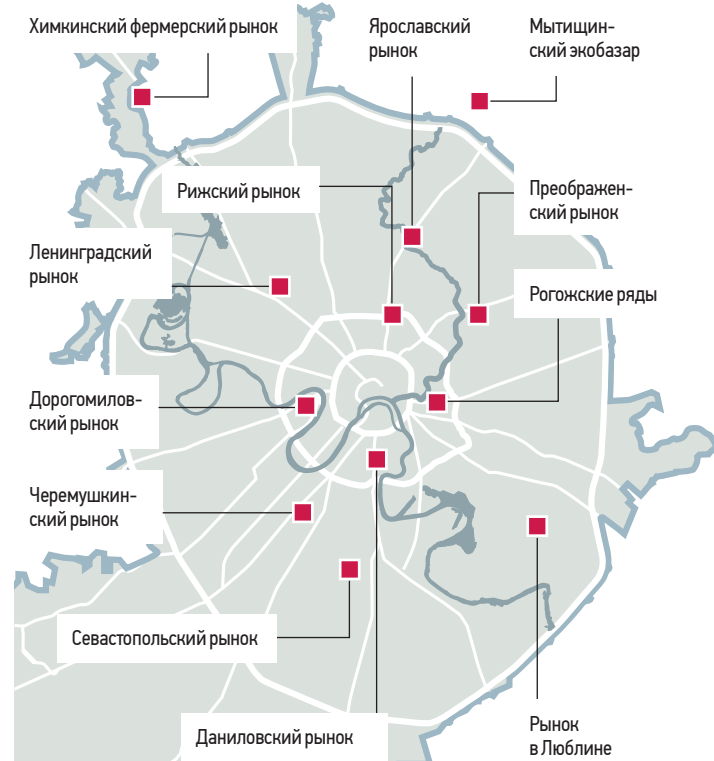 Химкинский фермерский рынок
Ярославский
рынок
Мытищин-
ский экобазар
Рижский рынок
Преображен-
ский рынок
Ленинградский
рынок
Рогожские ряды
Дорогомилов-
ский рынок
Черемушкин-
ский рынок
Севастопольский рынок
Даниловский рынок
Рынок
в Люблине